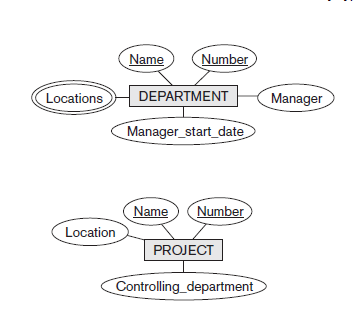 Name
Number
Locations
DEPARTMENT
Manager
Manager_start_date
Name
Number
Location
PROJECT
Controlling_department